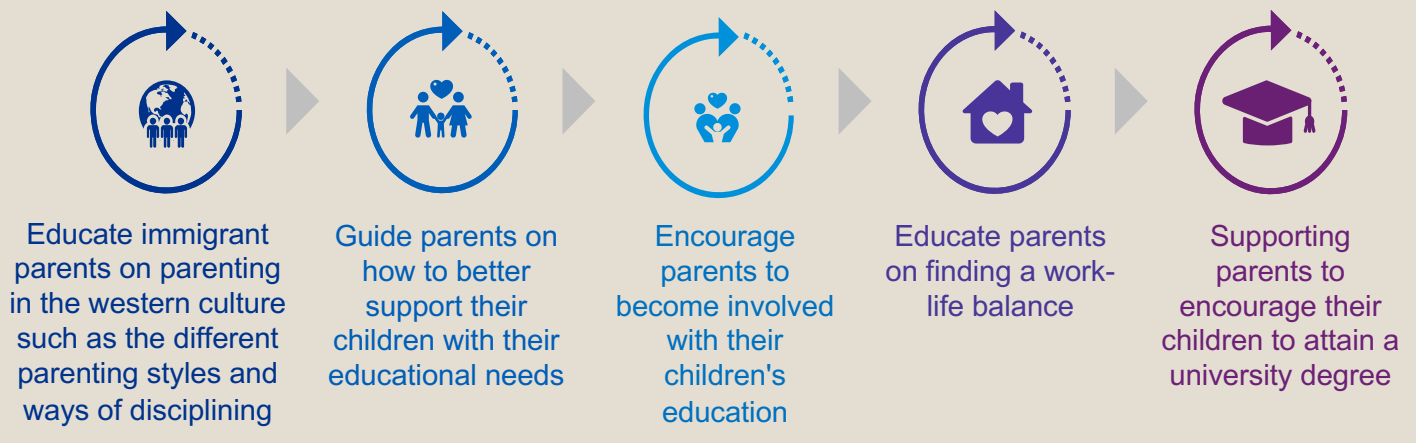 Educate immigrant
parents on parenting
in the western culture
such as the different
parenting styles and
ways of disciplining
Guide parents on
how to better
support their
children with their
educational needs
Encourage
parents to
become involved
with their
children's
education
Educate parents
on finding a work-
life balance
Supporting
parents to
encourage their
children to attain a
university degree